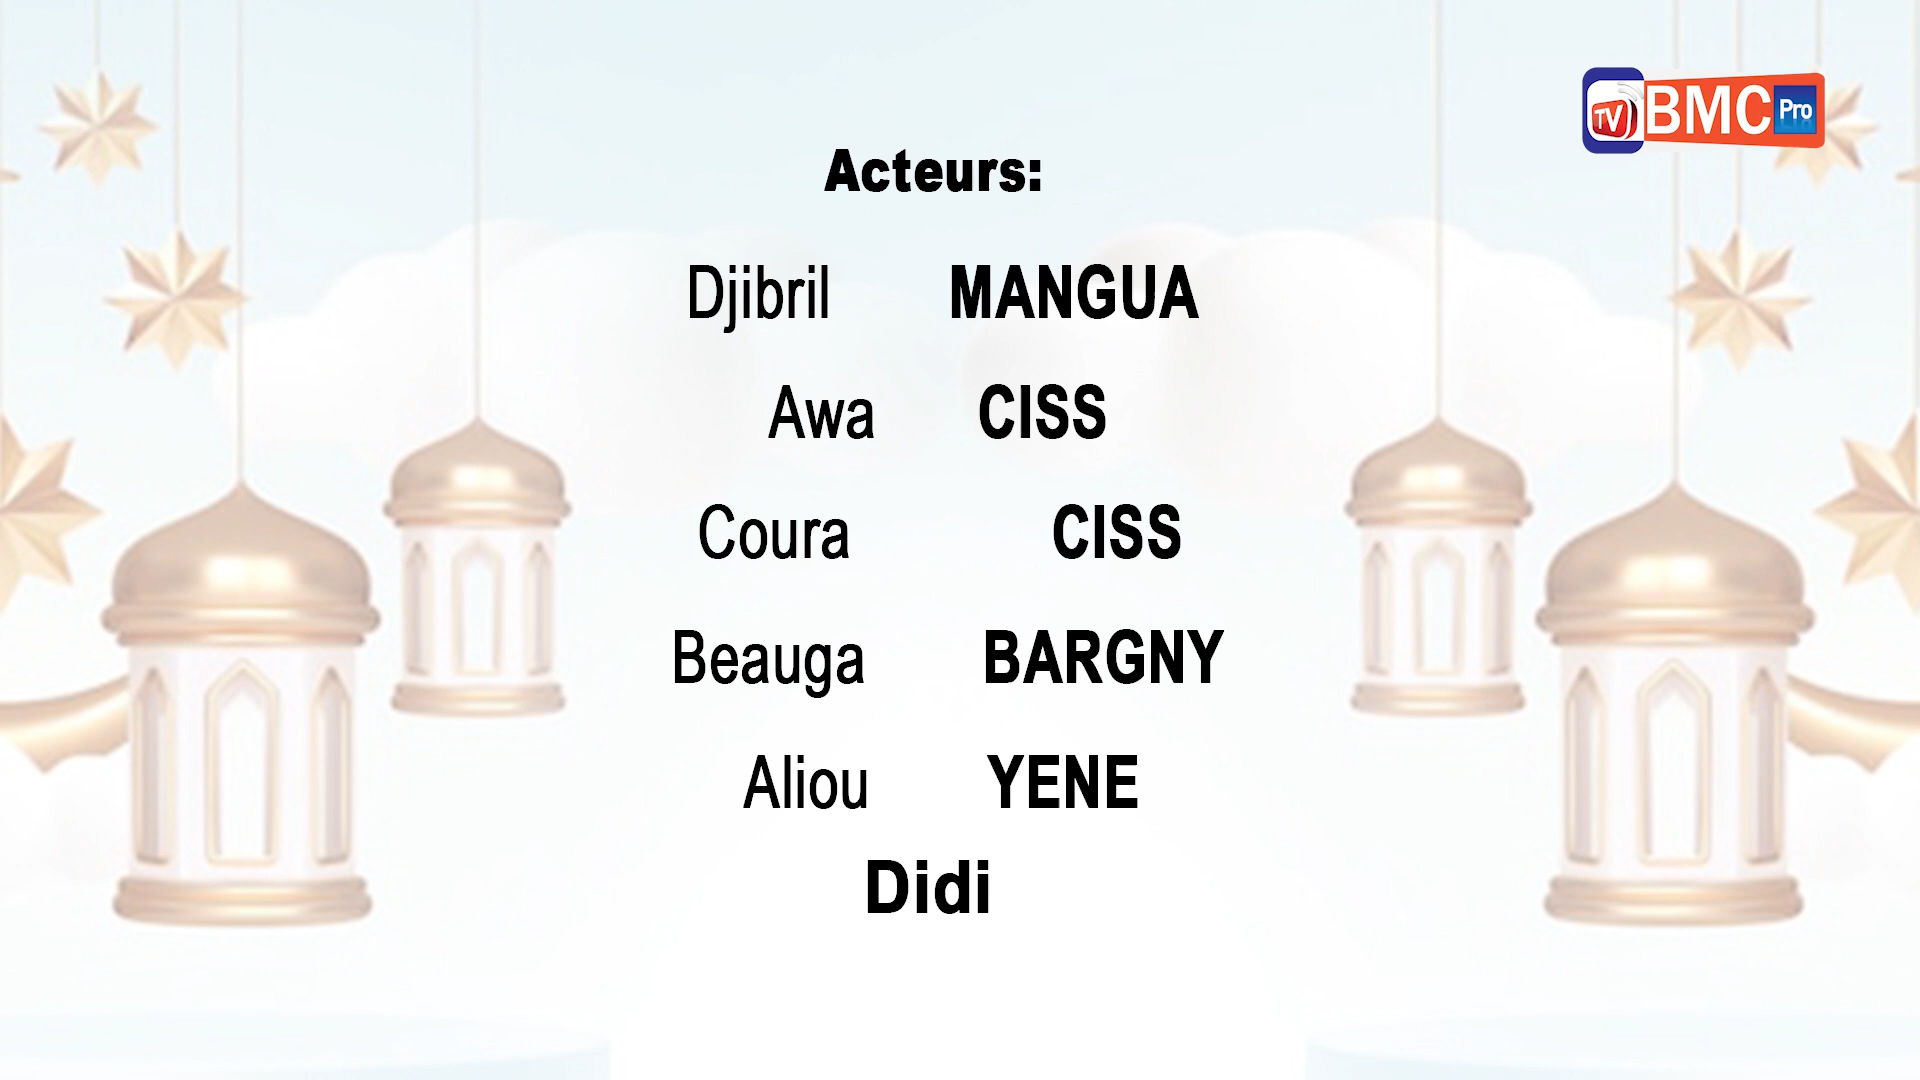 TV BMC Pro
Acteurs:
Djibril MANGUA
Awa CISS
Coura CISS
Beauga BARGNY
Aliou YENE
Didi